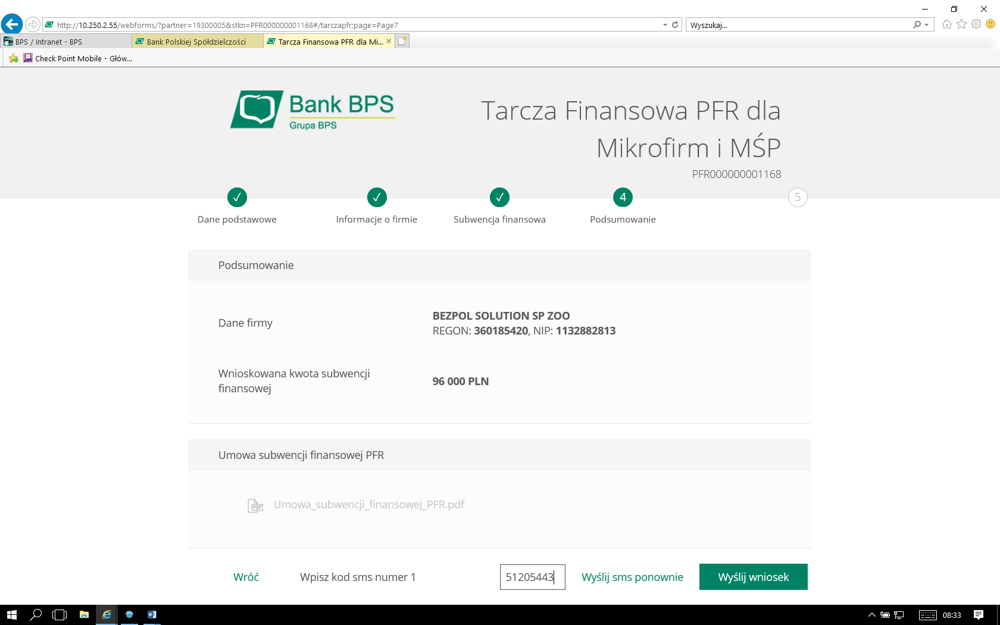 http://10.250.2.55/webforms/?partner=19300005&stkn=PFR000000001168#/tarczapfr;page=Page7
Wyszukaj...
BPS / Intranet - BPS
Bank Polskiej Spółdzielczości
Tarcza Finansowa PFR dla Mi...
Check Point Mobile - Głów...
Bank BPS
Grupa BPS
Tarcza Finansowa PFR dla
Mikrofirm i MŚP
PFR000000001168
4
5
Dane podstawowe
Informacje o firmie
Subwencja finansowa
Podsumowanie
Podsumowanie
Dane firmy
BEZPOL SOLUTION SP ZOO
REGON: 360185420, NIP: 1132882813
Wnioskowana kwota subwencji
finansowej
96 000 PLN
Umowa subwencji finansowej PFR
PDF
Umowa_subwencji_finansowej_PFR.pdf
Wróć
Wpisz kod sms numer 1
51205443
Wyślij sms ponownie
Wyślij wniosek
08:33